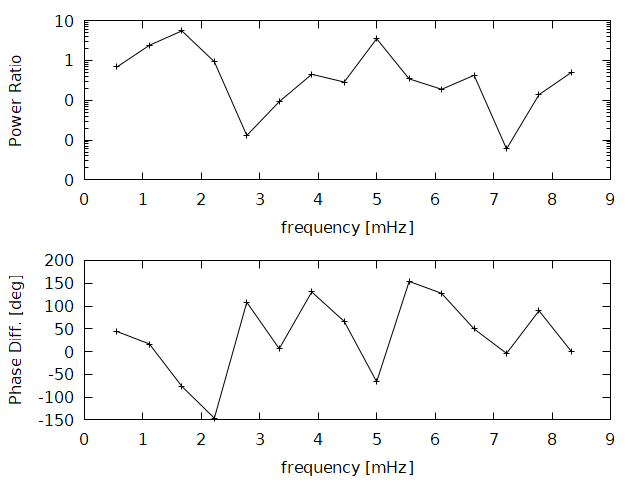 10
1
0
0
0
Power Ratio
0 1 2 3 4 5 6 7 8 9
frequency [mHz]
200
150
100
50
0
-50
-100
-150
Phase Diff. [deg]
0 1 2 3 4 5 6 7 8 9
frequency [mHz]